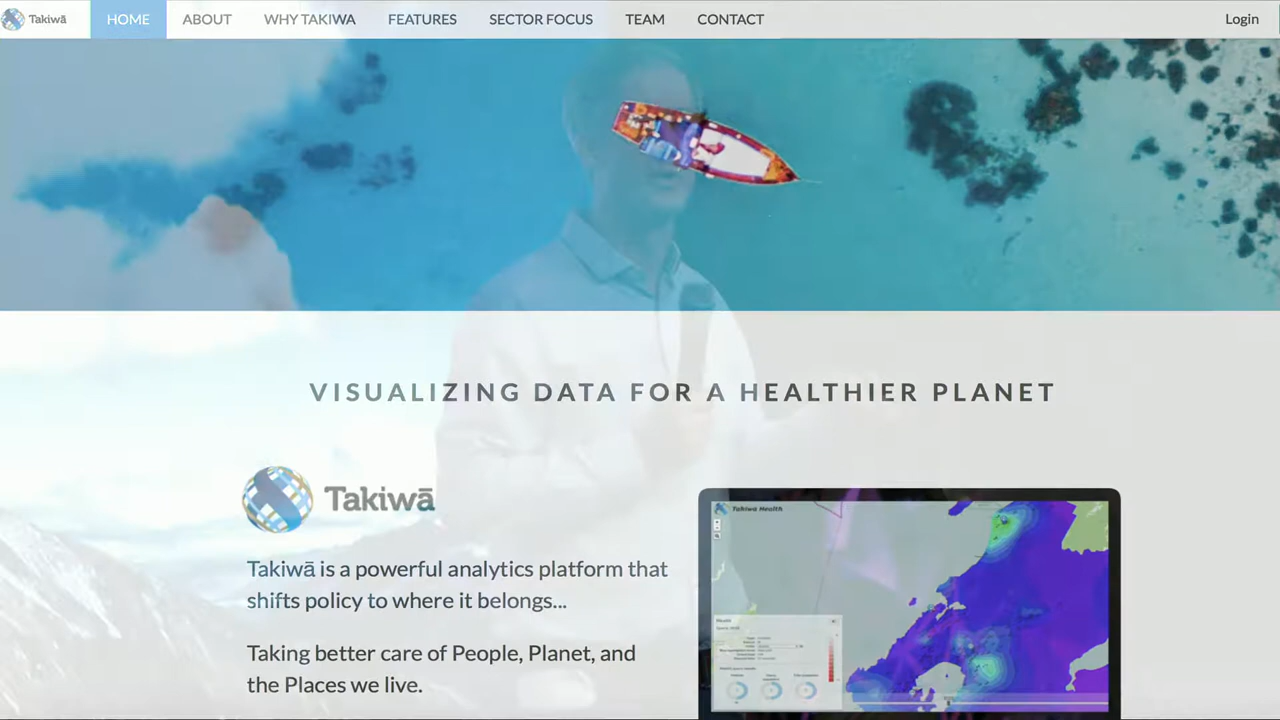 Takiwā HOME ABOUT WHY TAKIWA FEATURES SECTOR FOCUS TEAM CONTACT Login
VISUALIZING DATA FOR A HEALTHIER PLANET
Takiwā
Takiwā is a powerful analytics platform that
shifts policy to where it belongs...
Taking better care of People, Planet, and
the Places we live.
Takiwa Health